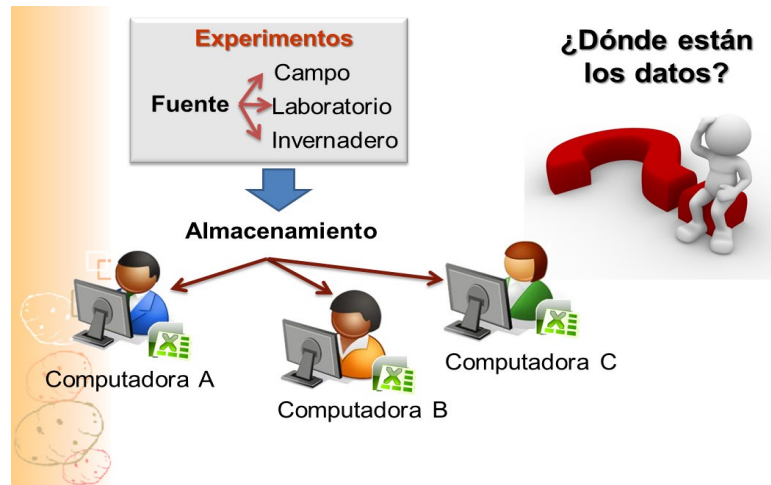 Experimentos
Campo
Fuente
Laboratorio
Invernadero
¿Dónde están
los datos?
Almacenamiento
Computadora A
Computadora B
Computadora C